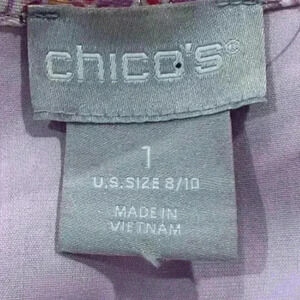 chico's®
1
U.S. SIZE 8/10
MADE IN
VIETNAM